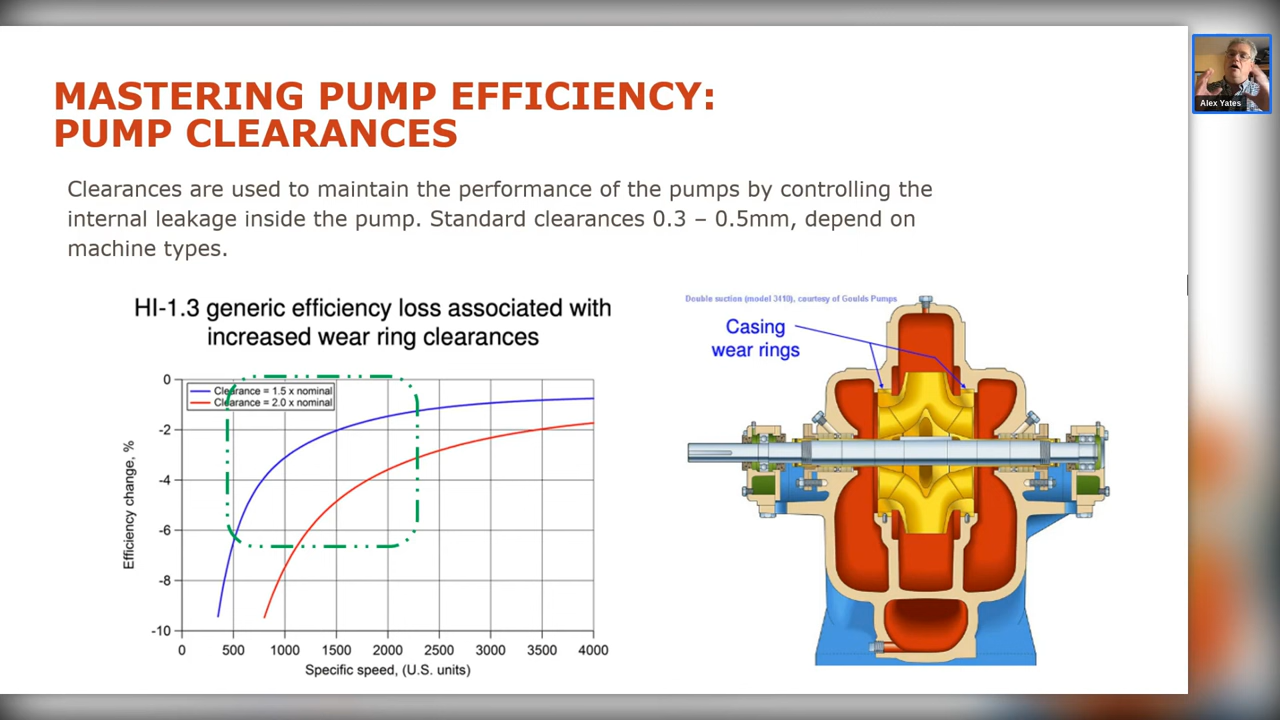 MASTERING PUMP EFFICIENCY:
PUMP CLEARANCES
Clearances are used to maintain the performance of the pumps by controlling the
internal leakage inside the pump. Standard clearances 0.3 – 0.5mm, depend on
machine types.
HI-1.3 generic efficiency loss associated with
increased wear ring clearances
Clearance = 1.5 x nominal
Clearance = 2.0 x nominal
Efficiency change, %
0
-2
-4
-6
-8
-10
0 500 1000 1500 2000 2500 3000 3500 4000
Specific speed, (U.S. units)
Double suction (model 3410), courtesy of Goulds Pumps
Casing
wear rings
Alex Yates